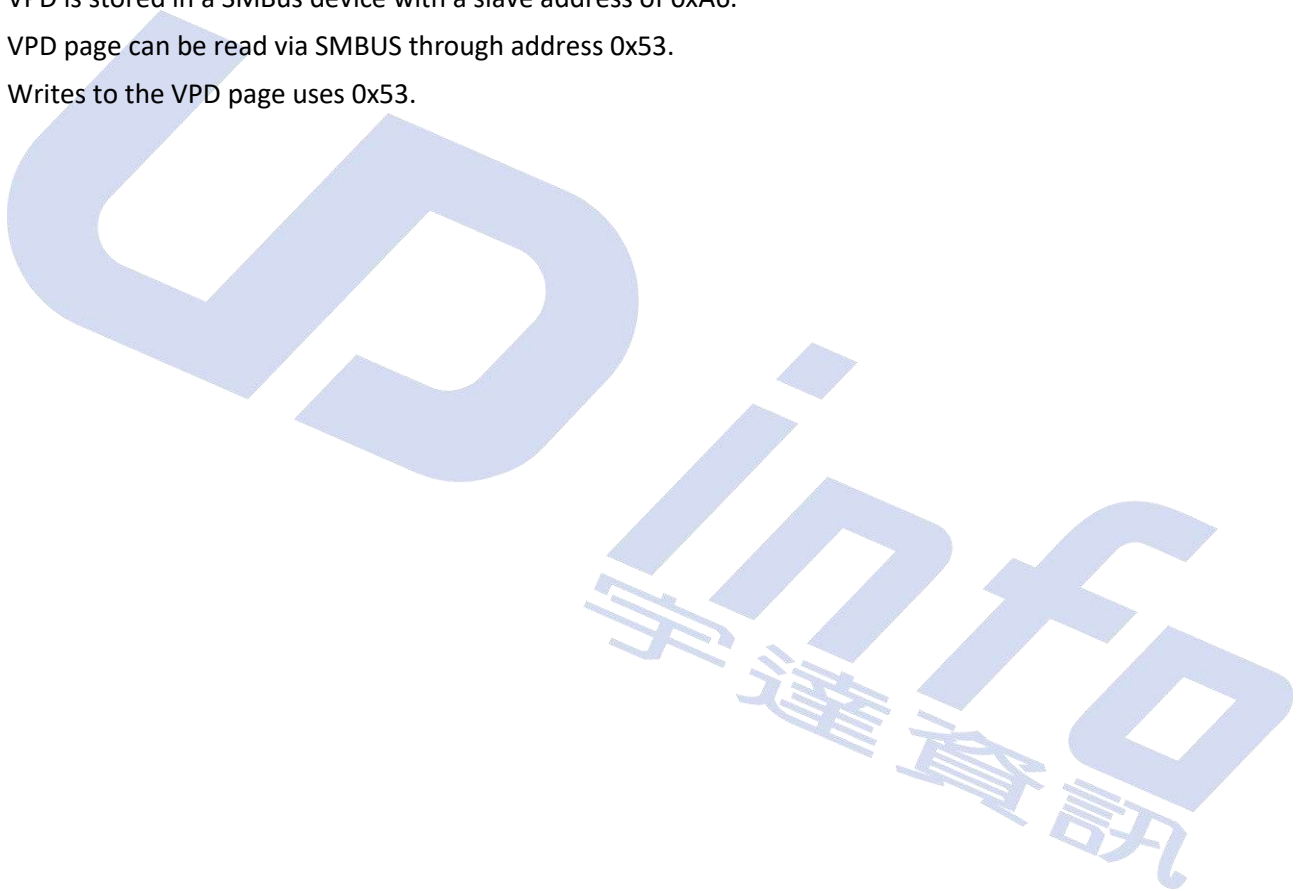 VPD is stored in a SMBus device with a slave address of 0xA6.
VPD page can be read via SMBUS through address 0x53.
Writes to the VPD page uses 0x53.
UD info
宇達資訊